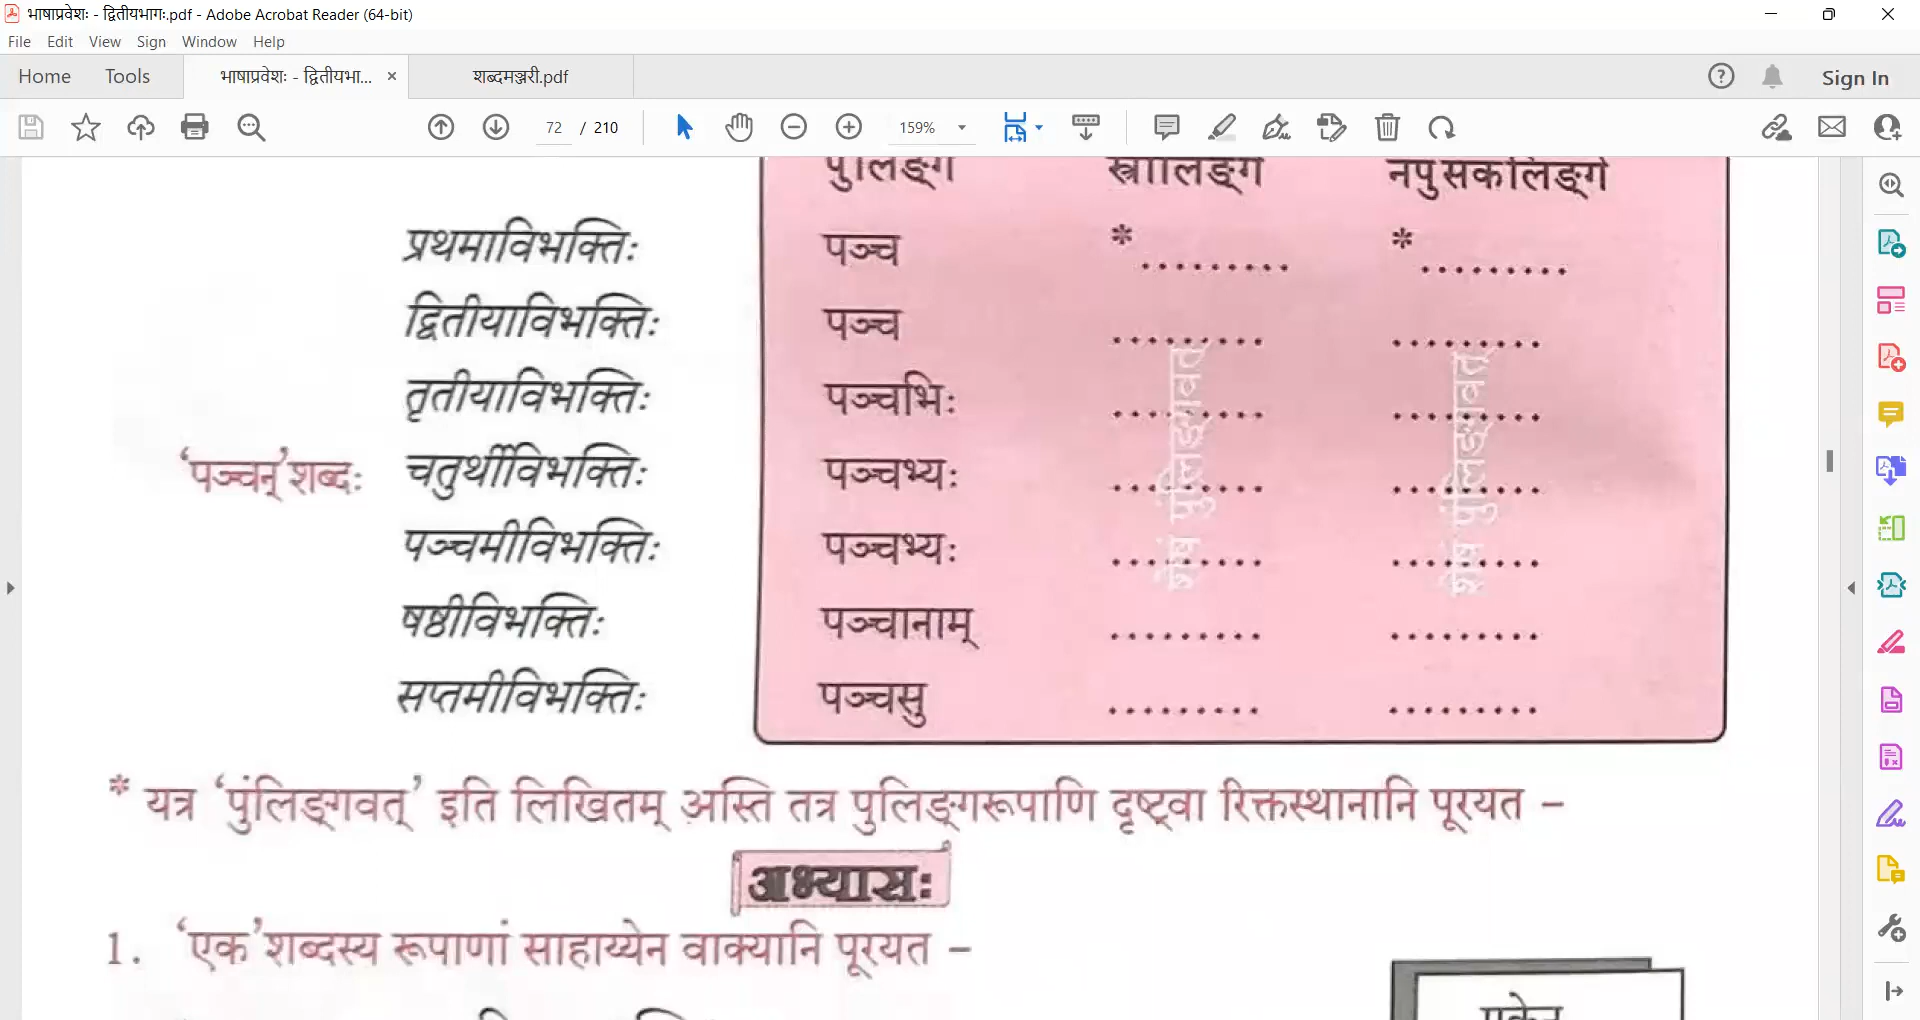 भाषाप्रवेशः - द्वितीयभागः.pdf - Adobe Acrobat Reader (64-bit)
File Edit View Sign Window Help
Home Tools भाषाप्रवेशः - द्वितीयभा... × शब्दमञ्जरी.pdf Sign In
72 / 210 159%
पुंलिङ्गे स्त्रीलिङ्गे नपुंसकलिङ्गे
प्रथमाविभक्तिः पञ्च * ......... * .........
द्वितीयाविभक्तिः पञ्च ......... .........
तृतीयाविभक्तिः पञ्चभिः ......... .........
'पञ्चन्'शब्दः चतुर्थीविभक्तिः पञ्चभ्यः ......... .........
पञ्चमीविभक्तिः पञ्चभ्यः ......... .........
षष्ठीविभक्तिः पञ्चानाम् ......... .........
सप्तमीविभक्तिः पञ्चसु ......... .........
शेषं पुंलिङ्गवत्
शेषं पुंलिङ्गवत्
* यत्र 'पुंलिङ्गवत्' इति लिखितम् अस्ति तत्र पुलिङ्गरूपाणि दृष्ट्वा रिक्तस्थानानि पूरयत –
अभ्यासः
1. 'एक'शब्दस्य रूपाणां साहाय्येन वाक्यानि पूरयत –